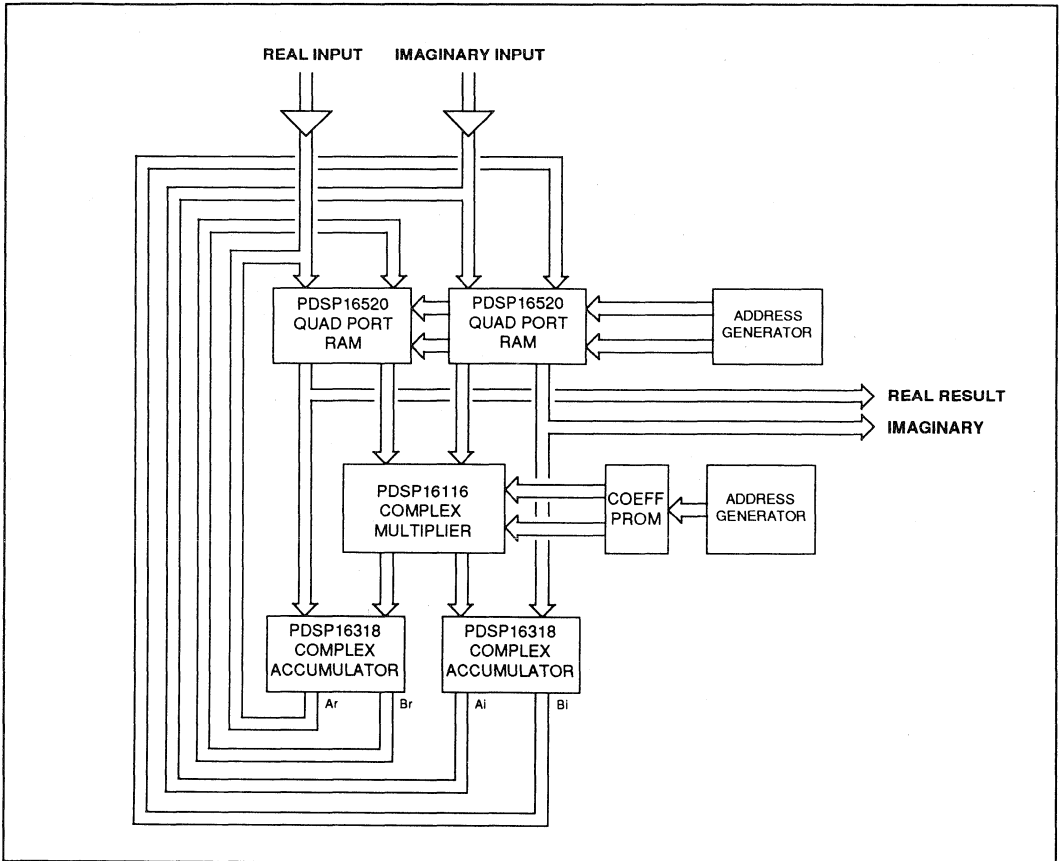 REAL INPUT
IMAGINARY INPUT
PDSP16520
QUAD PORT
RAM
PDSP16520
QUAD PORT
RAM
ADDRESS
GENERATOR
REAL RESULT
IMAGINARY
PDSP16116
COMPLEX
MULTIPLIER
COEFF
PROM
ADDRESS
GENERATOR
PDSP16318
COMPLEX
ACCUMULATOR
PDSP16318
COMPLEX
ACCUMULATOR
Ar
Br
Ai
Bi